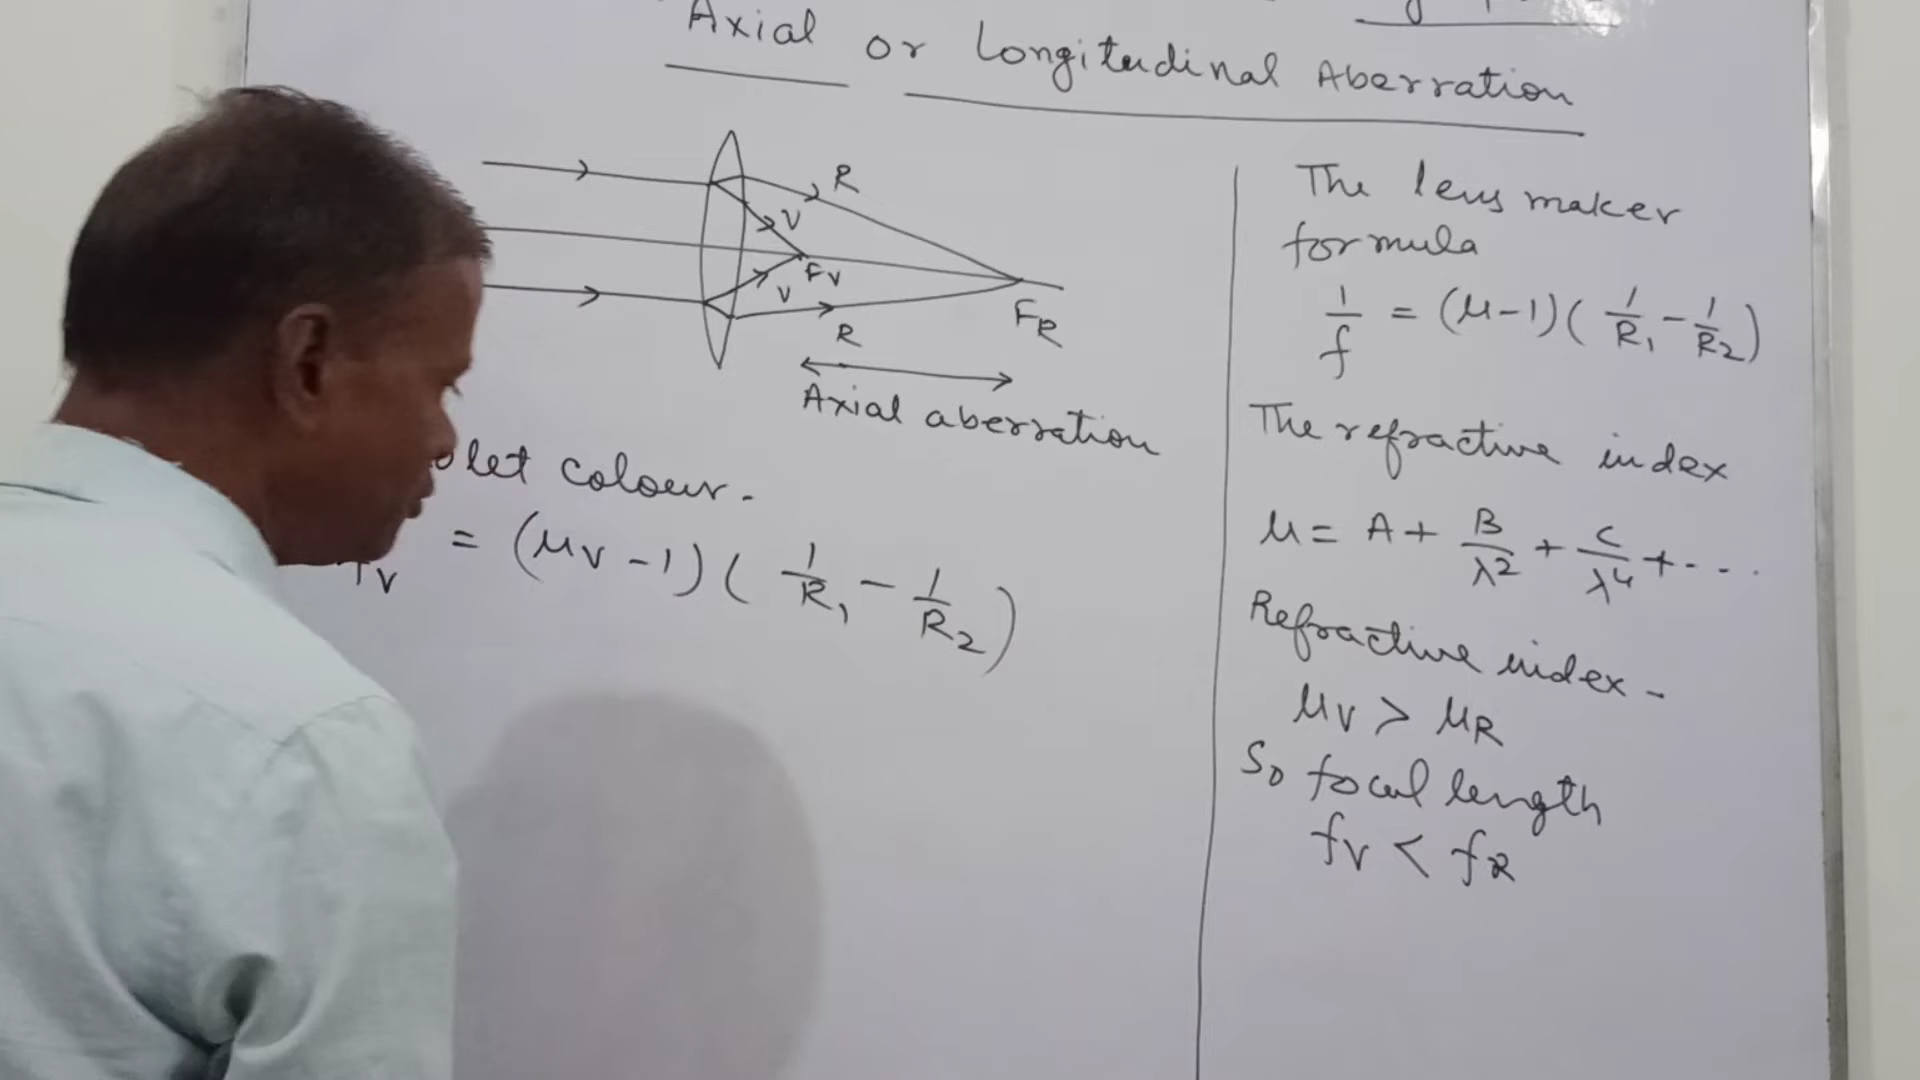 Axial or Longitudinal Aberration
R
V
Fv
V
R
FR
Axial aberration
olet colour.
fv = (μv - 1) ( 1/R1 - 1/R2 )
The lens maker
formula
1/f = (μ-1) ( 1/R1 - 1/R2 )
The refractive index
μ = A + B/λ2 + C/λ4 + ....
Refractive index -
μv > μR
So focal length
fv < fR